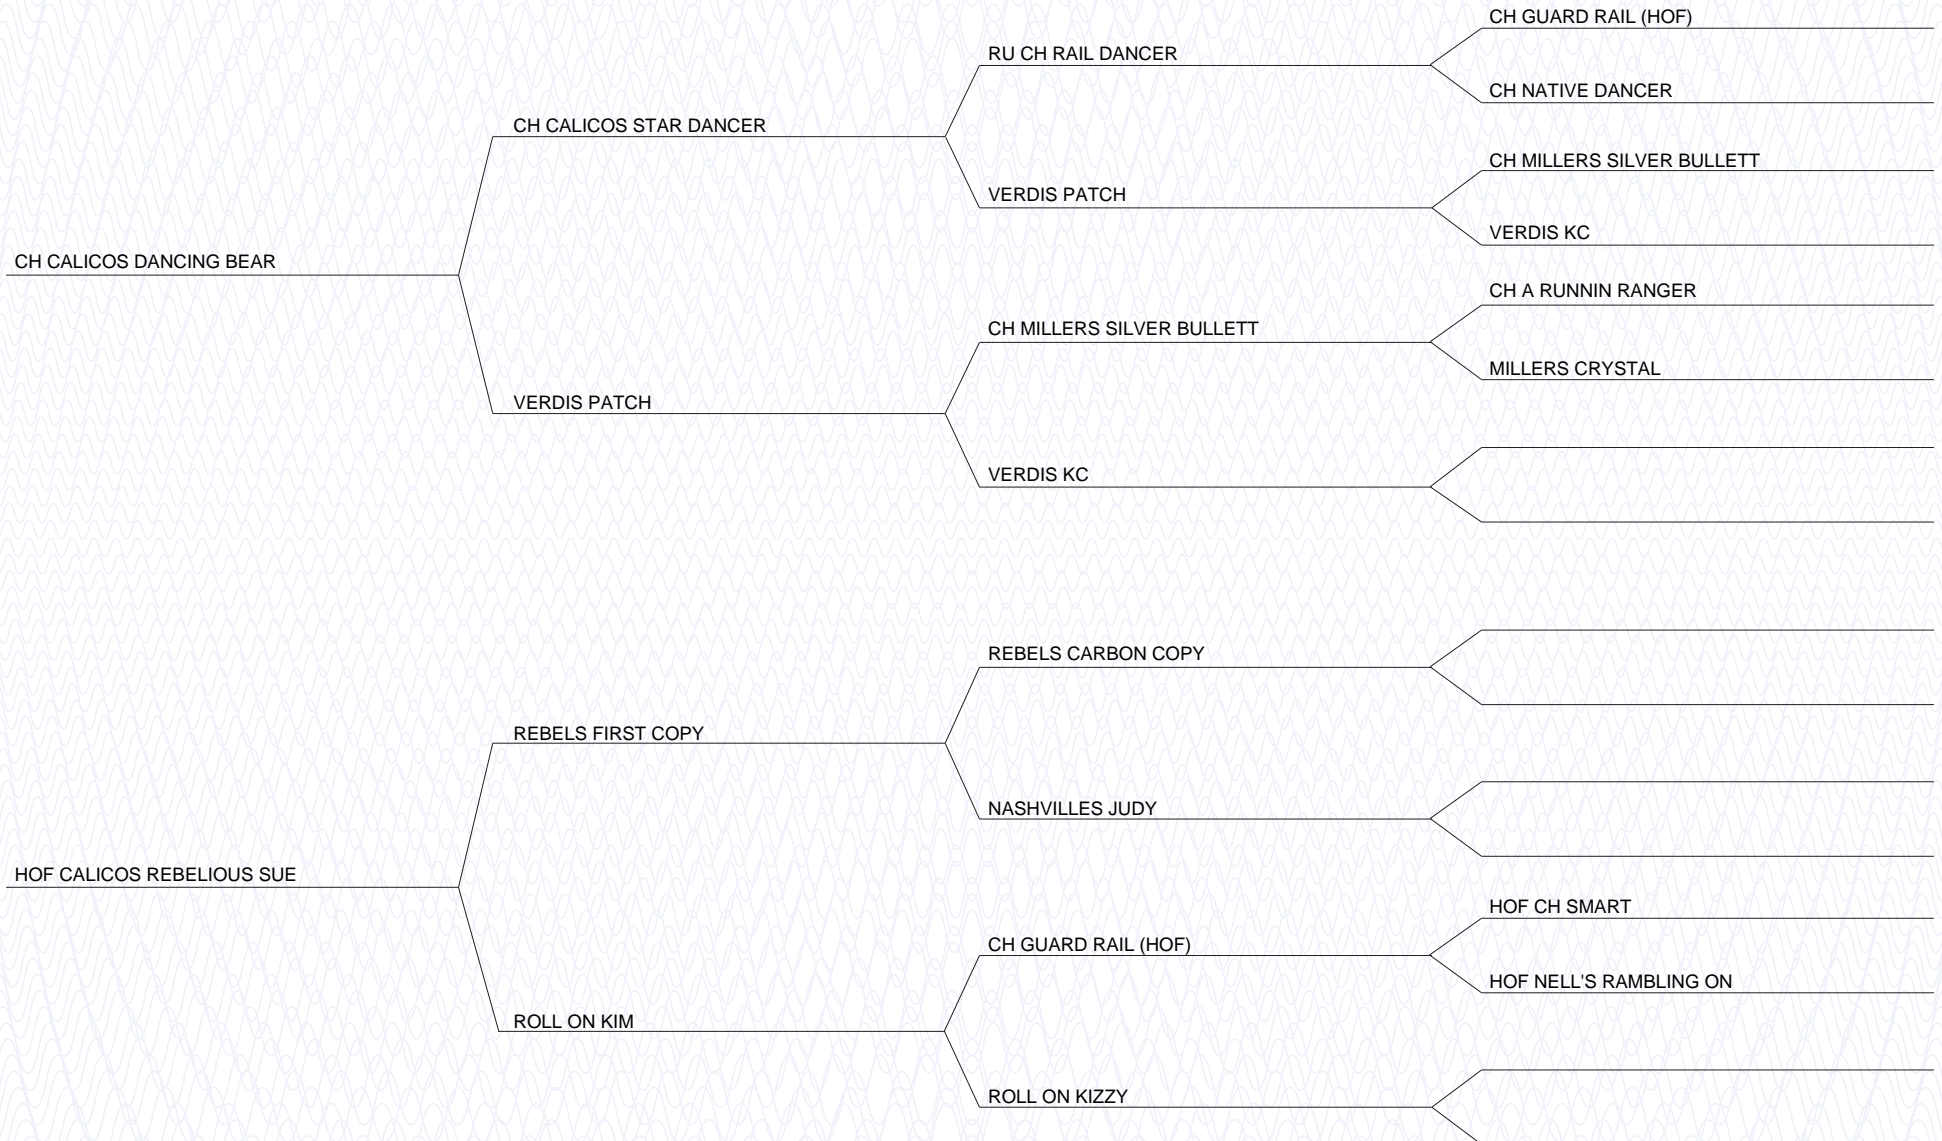 CH GUARD RAIL (HOF)
RU CH RAIL DANCER
CH NATIVE DANCER
CH CALICOS STAR DANCER
CH MILLERS SILVER BULLETT
VERDIS PATCH
VERDIS KC
CH CALICOS DANCING BEAR
CH A RUNNIN RANGER
CH MILLERS SILVER BULLETT
MILLERS CRYSTAL
VERDIS PATCH
VERDIS KC
REBELS CARBON COPY
REBELS FIRST COPY
NASHVILLES JUDY
HOF CALICOS REBELIOUS SUE
HOF CH SMART
CH GUARD RAIL (HOF)
HOF NELL'S RAMBLING ON
ROLL ON KIM
ROLL ON KIZZY